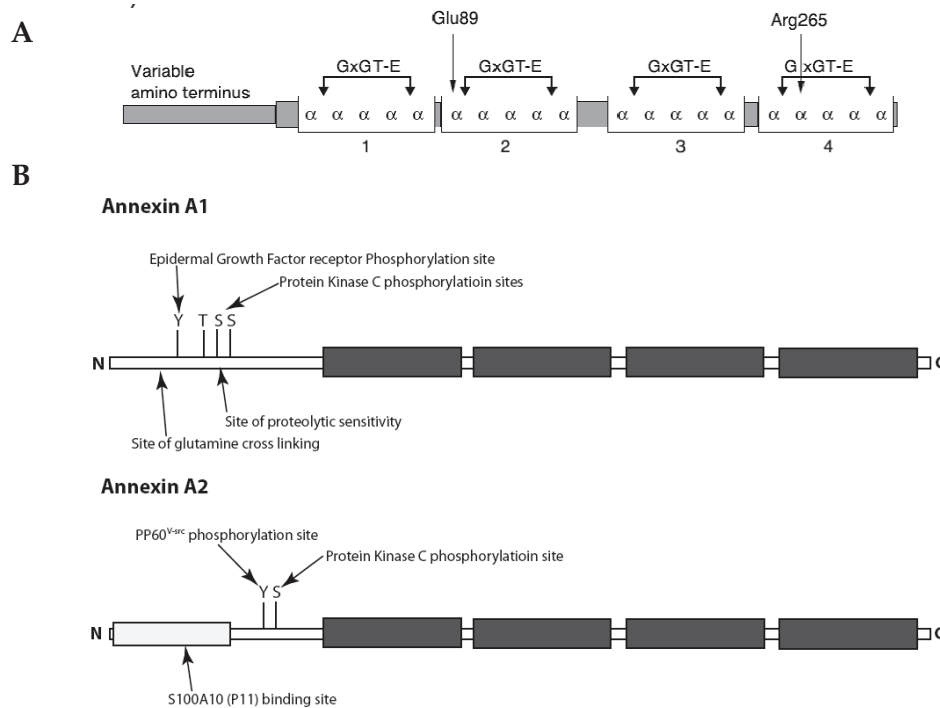 A
Glu89
Arg265
Variable
amino terminus
GxGT-E
GxGT-E
GxGT-E
GxGT-E
α α α α α
α α α α α
α α α α α
α α α α α
1
2
3
4
B
Annexin A1
Epidermal Growth Factor receptor Phosphorylation site
Protein Kinase C phosphorylatioin sites
Y T S S
N
Site of proteolytic sensitivity
Site of glutamine cross linking
Annexin A2
PP60V-src phosphorylation site
Protein Kinase C phosphorylatioin site
Y S
N
S100A10 (P11) binding site